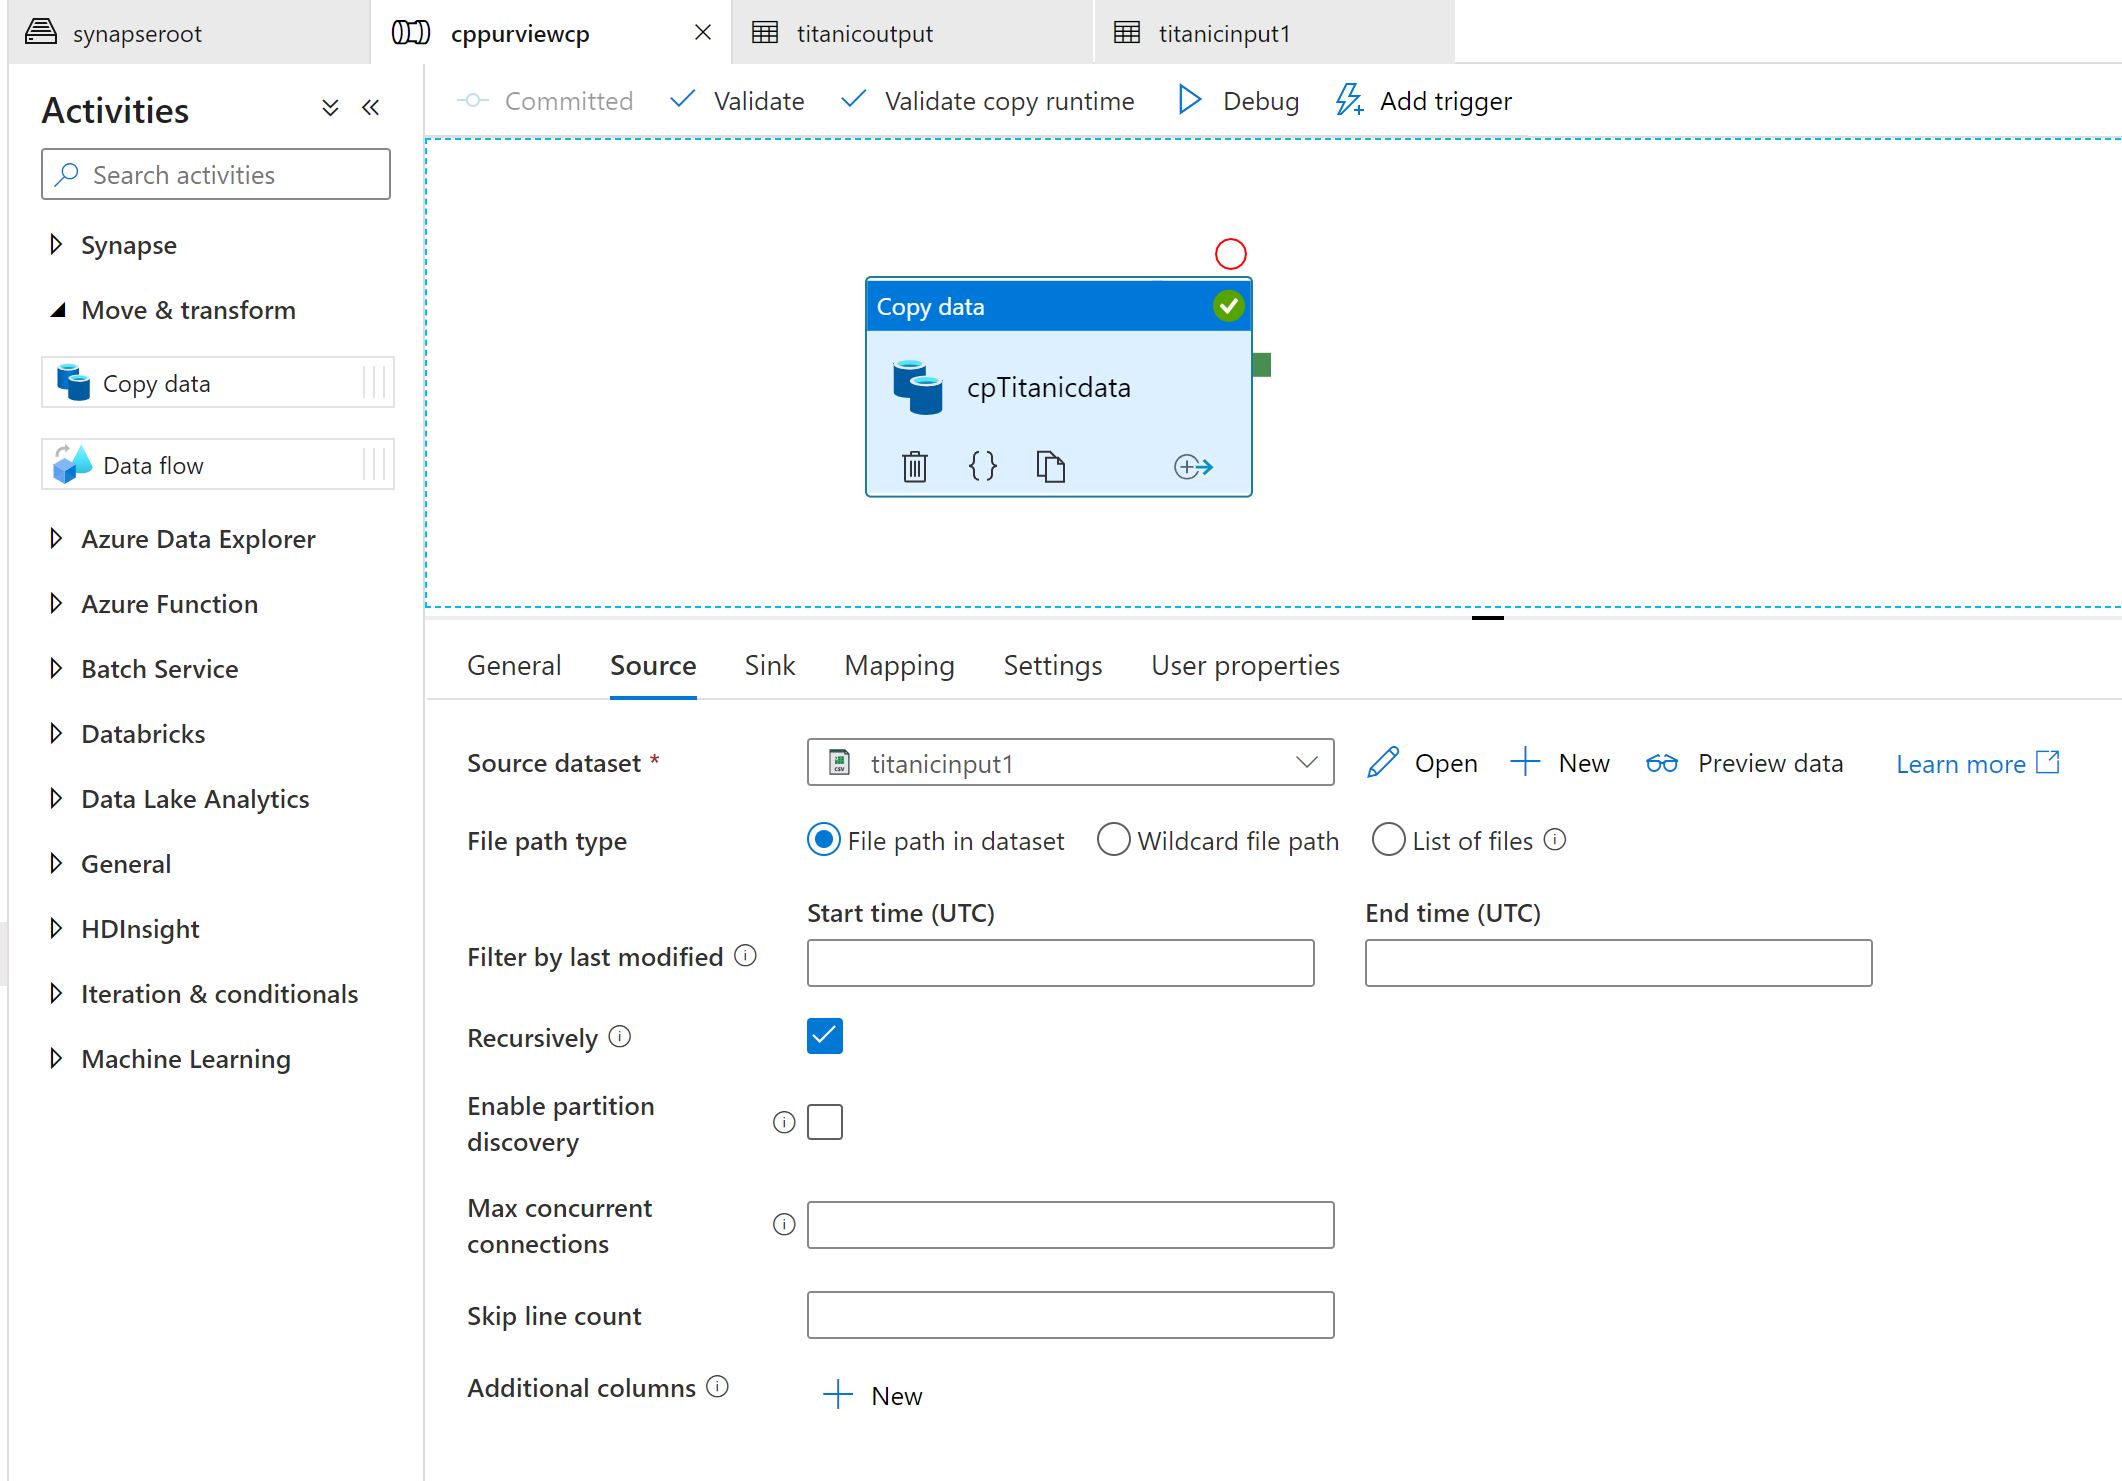 synapseroot
cppurviewcp
titanicoutput
titanicinput1
Activities
Search activities
Synapse
Move & transform
Copy data
Data flow
Azure Data Explorer
Azure Function
Batch Service
Databricks
Data Lake Analytics
General
HDInsight
Iteration & conditionals
Machine Learning
Committed
Validate
Validate copy runtime
Debug
Add trigger
Copy data
cpTitanicdata
General
Source
Sink
Mapping
Settings
User properties
Source dataset *
CSV
titanicinput1
Open
New
Preview data
Learn more
File path type
File path in dataset
Wildcard file path
List of files
Start time (UTC)
End time (UTC)
Filter by last modified
Recursively
Enable partition
discovery
Max concurrent
connections
Skip line count
Additional columns
New